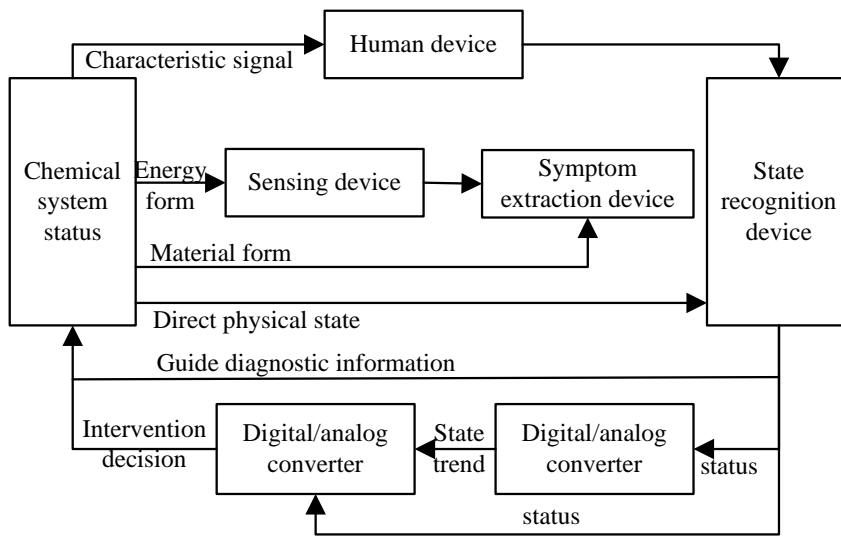 Human device
Characteristic signal
Chemical
system
status
Energy
form
Sensing device
Symptom
extraction device
State
recognition
device
Material form
Direct physical state
Guide diagnostic information
Intervention
decision
Digital/analog
converter
State
trend
Digital/analog
converter
status
status